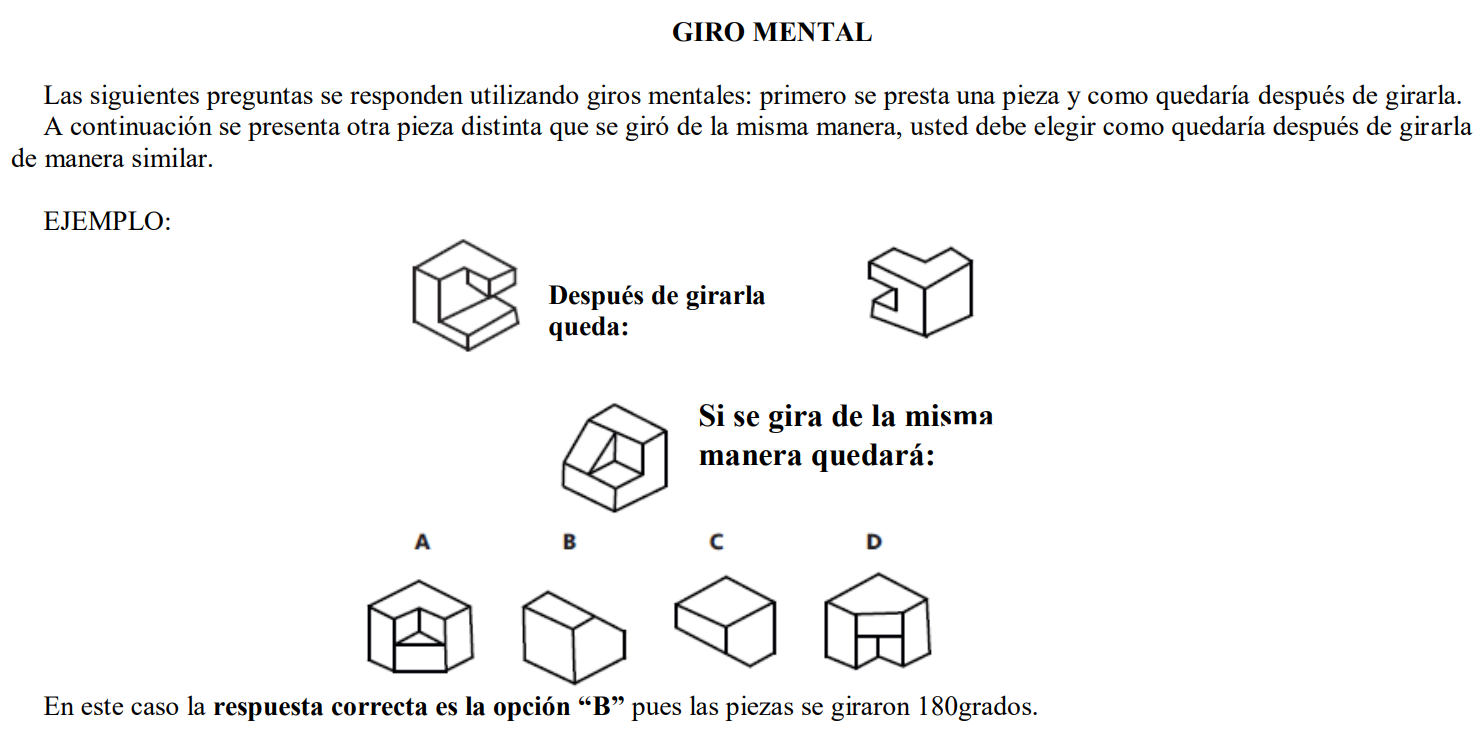 GIRO MENTAL
Las siguientes preguntas se responden utilizando giros mentales: primero se presta una pieza y como quedaría después de girarla.
A continuación se presenta otra pieza distinta que se giró de la misma manera, usted debe elegir como quedaría después de girarla
de manera similar.
EJEMPLO:
Después de girarla
queda:
Si se gira de la misma
manera quedará:
A B C D
En este caso la respuesta correcta es la opción “B” pues las piezas se giraron 180grados.